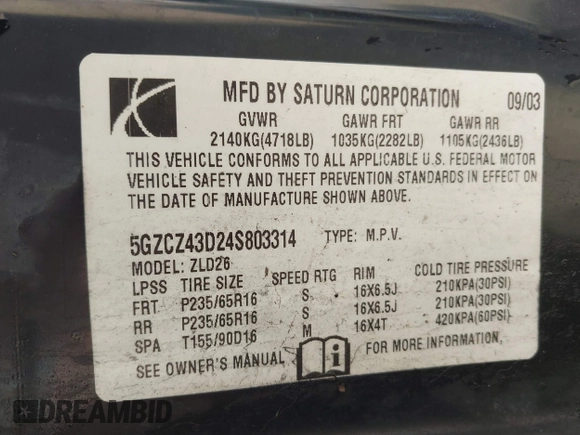 MFD BY SATURN CORPORATION 09/03
GVWR GAWR FRT GAWR RR
2140KG(4718LB) 1035KG(2282LB) 1105KG(2436LB)
THIS VEHICLE CONFORMS TO ALL APPLICABLE U.S. FEDERAL MOTOR
VEHICLE SAFETY AND THEFT PREVENTION STANDARDS IN EFFECT ON
THE DATE OF MANUFACTURE SHOWN ABOVE.
5GZCZ43D24S803314 TYPE: M.P.V.
MODEL: ZLD26
LPSS TIRE SIZE SPEED RTG RIM COLD TIRE PRESSURE
FRT P235/65R16 S 16X6.5J 210KPA(30PSI)
RR P235/65R16 S 16X6.5J 210KPA(30PSI)
SPA T155/90D16 M 16X4T 420KPA(60PSI)
SEE OWNER'S MANUAL FOR MORE INFORMATION.
DREAMBID